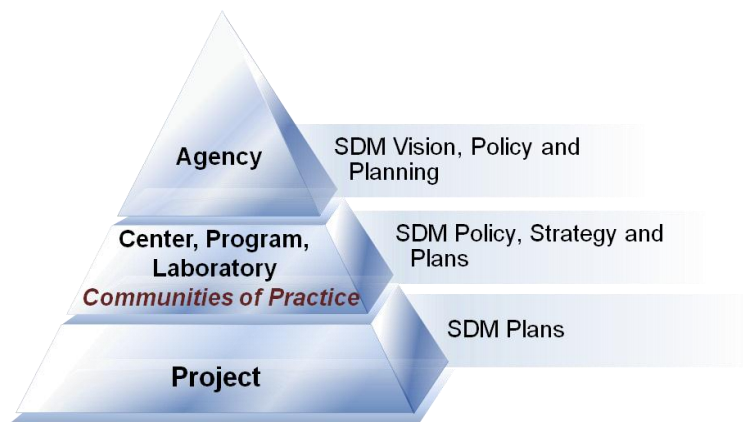 Agency
SDM Vision, Policy and
Planning
Center, Program,
Laboratory
Communities of Practice
SDM Policy, Strategy and
Plans
Project
SDM Plans